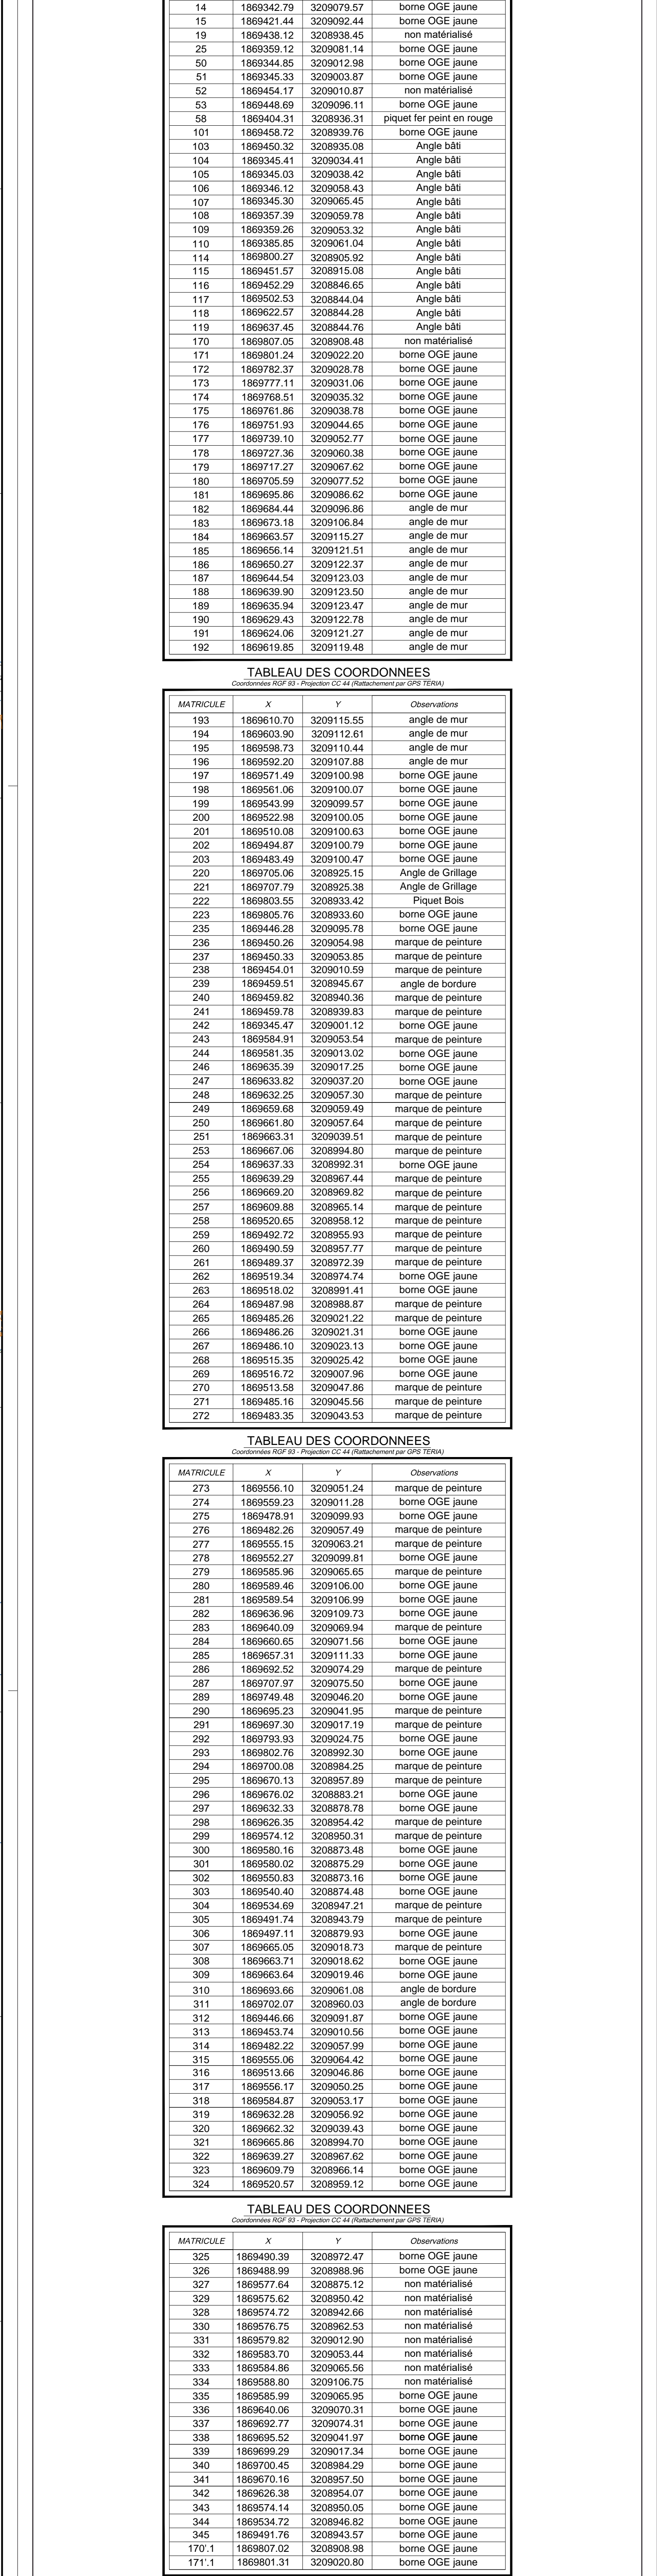 14 1869342.79 3209079.57 borne OGE jaune
15 1869421.44 3209092.44 borne OGE jaune
19 1869438.12 3208938.45 non matérialisé
25 1869359.12 3209081.14 borne OGE jaune
50 1869344.85 3209012.98 borne OGE jaune
51 1869345.33 3209003.87 borne OGE jaune
52 1869454.17 3209010.87 non matérialisé
53 1869448.69 3209096.11 borne OGE jaune
58 1869404.31 3208936.31 piquet fer peint en rouge
101 1869458.72 3208939.76 borne OGE jaune
103 1869450.32 3208935.08 Angle bâti
104 1869345.41 3209034.41 Angle bâti
105 1869345.03 3209038.42 Angle bâti
106 1869346.12 3209058.43 Angle bâti
107 1869345.30 3209065.45 Angle bâti
108 1869357.39 3209059.78 Angle bâti
109 1869359.26 3209053.32 Angle bâti
110 1869385.85 3209061.04 Angle bâti
114 1869800.27 3208905.92 Angle bâti
115 1869451.57 3208915.08 Angle bâti
116 1869452.29 3208846.65 Angle bâti
117 1869502.53 3208844.04 Angle bâti
118 1869622.57 3208844.28 Angle bâti
119 1869637.45 3208844.76 Angle bâti
170 1869807.05 3208908.48 non matérialisé
171 1869801.24 3209022.20 borne OGE jaune
172 1869782.37 3209028.78 borne OGE jaune
173 1869777.11 3209031.06 borne OGE jaune
174 1869768.51 3209035.32 borne OGE jaune
175 1869761.86 3209038.78 borne OGE jaune
176 1869751.93 3209044.65 borne OGE jaune
177 1869739.10 3209052.77 borne OGE jaune
178 1869727.36 3209060.38 borne OGE jaune
179 1869717.27 3209067.62 borne OGE jaune
180 1869705.59 3209077.52 borne OGE jaune
181 1869695.86 3209086.62 borne OGE jaune
182 1869684.44 3209096.86 angle de mur
183 1869673.18 3209106.84 angle de mur
184 1869663.57 3209115.27 angle de mur
185 1869656.14 3209121.51 angle de mur
186 1869650.27 3209122.37 angle de mur
187 1869644.54 3209123.03 angle de mur
188 1869639.90 3209123.50 angle de mur
189 1869635.94 3209123.47 angle de mur
190 1869629.43 3209122.78 angle de mur
191 1869624.06 3209121.27 angle de mur
192 1869619.85 3209119.48 angle de mur
TABLEAU DES COORDONNEES
Coordonnées RGF 93 - Projection CC 44 (Rattachement par GPS TERIA)
MATRICULE X Y Observations
193 1869610.70 3209115.55 angle de mur
194 1869603.90 3209112.61 angle de mur
195 1869598.73 3209110.44 angle de mur
196 1869592.20 3209107.88 angle de mur
197 1869571.49 3209100.98 borne OGE jaune
198 1869561.06 3209100.07 borne OGE jaune
199 1869543.99 3209099.57 borne OGE jaune
200 1869522.98 3209100.05 borne OGE jaune
201 1869510.08 3209100.63 borne OGE jaune
202 1869494.87 3209100.79 borne OGE jaune
203 1869483.49 3209100.47 borne OGE jaune
220 1869705.06 3208925.15 Angle de Grillage
221 1869707.79 3208925.38 Angle de Grillage
222 1869803.55 3208933.42 Piquet Bois
223 1869805.76 3208933.60 borne OGE jaune
235 1869446.28 3209095.78 borne OGE jaune
236 1869450.26 3209054.98 marque de peinture
237 1869450.33 3209053.85 marque de peinture
238 1869454.01 3209010.59 marque de peinture
239 1869459.51 3208945.67 angle de bordure
240 1869459.82 3208940.36 marque de peinture
241 1869459.78 3208939.83 marque de peinture
242 1869345.47 3209001.12 borne OGE jaune
243 1869584.91 3209053.54 marque de peinture
244 1869581.35 3209013.02 borne OGE jaune
246 1869635.39 3209017.25 borne OGE jaune
247 1869633.82 3209037.20 borne OGE jaune
248 1869632.25 3209057.30 marque de peinture
249 1869659.68 3209059.49 marque de peinture
250 1869661.80 3209057.64 marque de peinture
251 1869663.31 3209039.51 marque de peinture
253 1869667.06 3208994.80 marque de peinture
254 1869637.33 3208992.31 borne OGE jaune
255 1869639.29 3208967.44 marque de peinture
256 1869669.20 3208969.82 marque de peinture
257 1869609.88 3208965.14 marque de peinture
258 1869520.65 3208958.12 marque de peinture
259 1869492.72 3208955.93 marque de peinture
260 1869490.59 3208957.77 marque de peinture
261 1869489.37 3208972.39 marque de peinture
262 1869519.34 3208974.74 borne OGE jaune
263 1869518.02 3208991.41 borne OGE jaune
264 1869487.98 3208988.87 marque de peinture
265 1869485.26 3209021.22 marque de peinture
266 1869486.26 3209021.31 borne OGE jaune
267 1869486.10 3209023.13 borne OGE jaune
268 1869515.35 3209025.42 borne OGE jaune
269 1869516.72 3209007.96 borne OGE jaune
270 1869513.58 3209047.86 marque de peinture
271 1869485.16 3209045.56 marque de peinture
272 1869483.35 3209043.53 marque de peinture
TABLEAU DES COORDONNEES
Coordonnées RGF 93 - Projection CC 44 (Rattachement par GPS TERIA)
MATRICULE X Y Observations
273 1869556.10 3209051.24 marque de peinture
274 1869559.23 3209011.28 borne OGE jaune
275 1869478.91 3209099.93 borne OGE jaune
276 1869482.26 3209057.49 marque de peinture
277 1869555.15 3209063.21 marque de peinture
278 1869552.27 3209099.81 borne OGE jaune
279 1869585.96 3209065.65 marque de peinture
280 1869589.46 3209106.00 borne OGE jaune
281 1869589.54 3209106.99 borne OGE jaune
282 1869636.96 3209109.73 borne OGE jaune
283 1869640.09 3209069.94 marque de peinture
284 1869660.65 3209071.56 borne OGE jaune
285 1869657.31 3209111.33 borne OGE jaune
286 1869692.52 3209074.29 marque de peinture
287 1869707.97 3209075.50 borne OGE jaune
289 1869749.48 3209046.20 borne OGE jaune
290 1869695.23 3209041.95 marque de peinture
291 1869697.30 3209017.19 marque de peinture
292 1869793.93 3209024.75 borne OGE jaune
293 1869802.76 3208992.30 borne OGE jaune
294 1869700.08 3208984.25 marque de peinture
295 1869670.13 3208957.89 marque de peinture
296 1869676.02 3208883.21 borne OGE jaune
297 1869632.33 3208878.78 borne OGE jaune
298 1869626.35 3208954.42 marque de peinture
299 1869574.12 3208950.31 marque de peinture
300 1869580.16 3208873.48 borne OGE jaune
301 1869580.02 3208875.29 borne OGE jaune
302 1869550.83 3208873.16 borne OGE jaune
303 1869540.40 3208874.48 borne OGE jaune
304 1869534.69 3208947.21 marque de peinture
305 1869491.74 3208943.79 marque de peinture
306 1869497.11 3208879.93 borne OGE jaune
307 1869665.05 3209018.73 marque de peinture
308 1869663.71 3209018.62 borne OGE jaune
309 1869663.64 3209019.46 borne OGE jaune
310 1869693.66 3209061.08 angle de bordure
311 1869702.07 3208960.03 angle de bordure
312 1869446.66 3209091.87 borne OGE jaune
313 1869453.74 3209010.56 borne OGE jaune
314 1869482.22 3209057.99 borne OGE jaune
315 1869555.06 3209064.42 borne OGE jaune
316 1869513.66 3209046.86 borne OGE jaune
317 1869556.17 3209050.25 borne OGE jaune
318 1869584.87 3209053.17 borne OGE jaune
319 1869632.28 3209056.92 borne OGE jaune
320 1869662.32 3209039.43 borne OGE jaune
321 1869665.86 3208994.70 borne OGE jaune
322 1869639.27 3208967.62 borne OGE jaune
323 1869609.79 3208966.14 borne OGE jaune
324 1869520.57 3208959.12 borne OGE jaune
TABLEAU DES COORDONNEES
Coordonnées RGF 93 - Projection CC 44 (Rattachement par GPS TERIA)
MATRICULE X Y Observations
325 1869490.39 3208972.47 borne OGE jaune
326 1869488.99 3208988.96 borne OGE jaune
327 1869577.64 3208875.12 non matérialisé
329 1869575.62 3208950.42 non matérialisé
328 1869574.72 3208942.66 non matérialisé
330 1869576.75 3208962.53 non matérialisé
331 1869579.82 3209012.90 non matérialisé
332 1869583.70 3209053.44 non matérialisé
333 1869584.86 3209065.56 non matérialisé
334 1869588.80 3209106.75 non matérialisé
335 1869585.99 3209065.95 borne OGE jaune
336 1869640.06 3209070.31 borne OGE jaune
337 1869692.77 3209074.31 borne OGE jaune
338 1869695.52 3209041.97 borne OGE jaune
339 1869699.29 3209017.34 borne OGE jaune
340 1869700.45 3208984.29 borne OGE jaune
341 1869670.16 3208957.50 borne OGE jaune
342 1869626.38 3208954.07 borne OGE jaune
343 1869574.14 3208950.05 borne OGE jaune
344 1869534.72 3208946.82 borne OGE jaune
345 1869491.76 3208943.57 borne OGE jaune
170'.1 1869807.02 3208908.98 borne OGE jaune
171'.1 1869801.31 3209020.80 borne OGE jaune